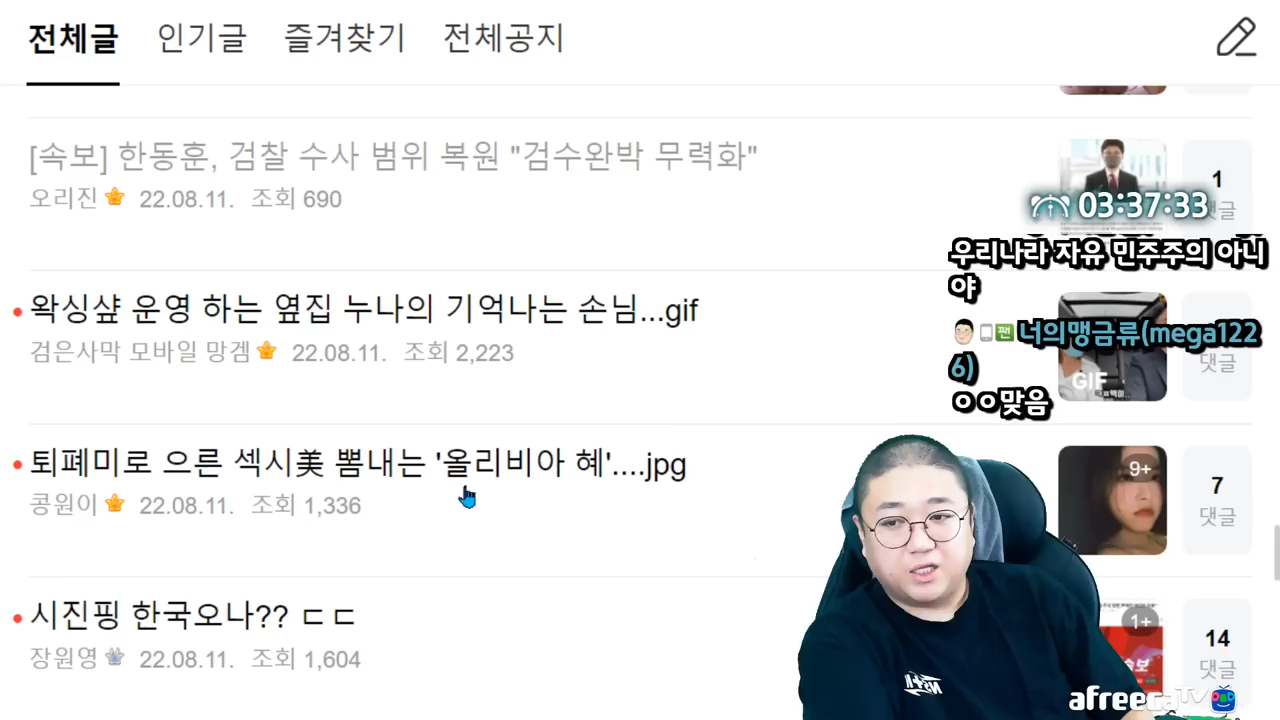 전체글 인기글 즐겨찾기 전체공지
[속보] 한동훈, 검찰 수사 범위 복원 "검수완박 무력화"
오리진 22.08.11. 조회 690
1
댓글
03:37:33
우리나라 자유 민주주의 아니
야
왁싱샾 운영 하는 옆집 누나의 기억나는 손님...gif
검은사막 모바일 망겜 22.08.11. 조회 2,223
GIF
댓글
짼 너의맹금류(mega122
6)
ㅇㅇ맞음
퇴폐미로 으른 섹시美 뽐내는 '올리비아 혜'....jpg
콩원이 22.08.11. 조회 1,336
9+
7
댓글
시진핑 한국오나?? ㄷㄷ
장원영 22.08.11. 조회 1,604
1+
14
댓글
afreecaTV